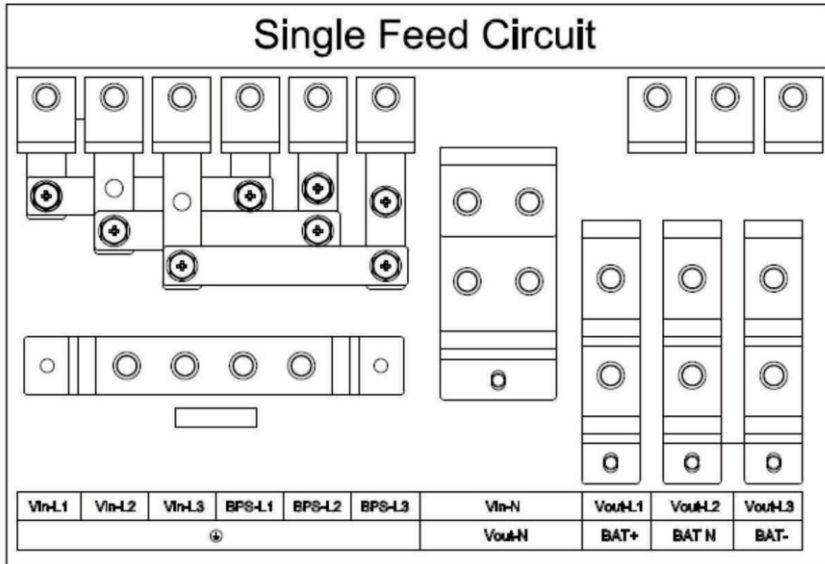 Single Feed Circuit
Vin-L1 Vin-L2 Vin-L3 BPS-L1 BPS-L2 BPS-L3 Vin-N Vout-L1 Vout-L2 Vout-L3
Vout-N BAT+ BAT N BAT-